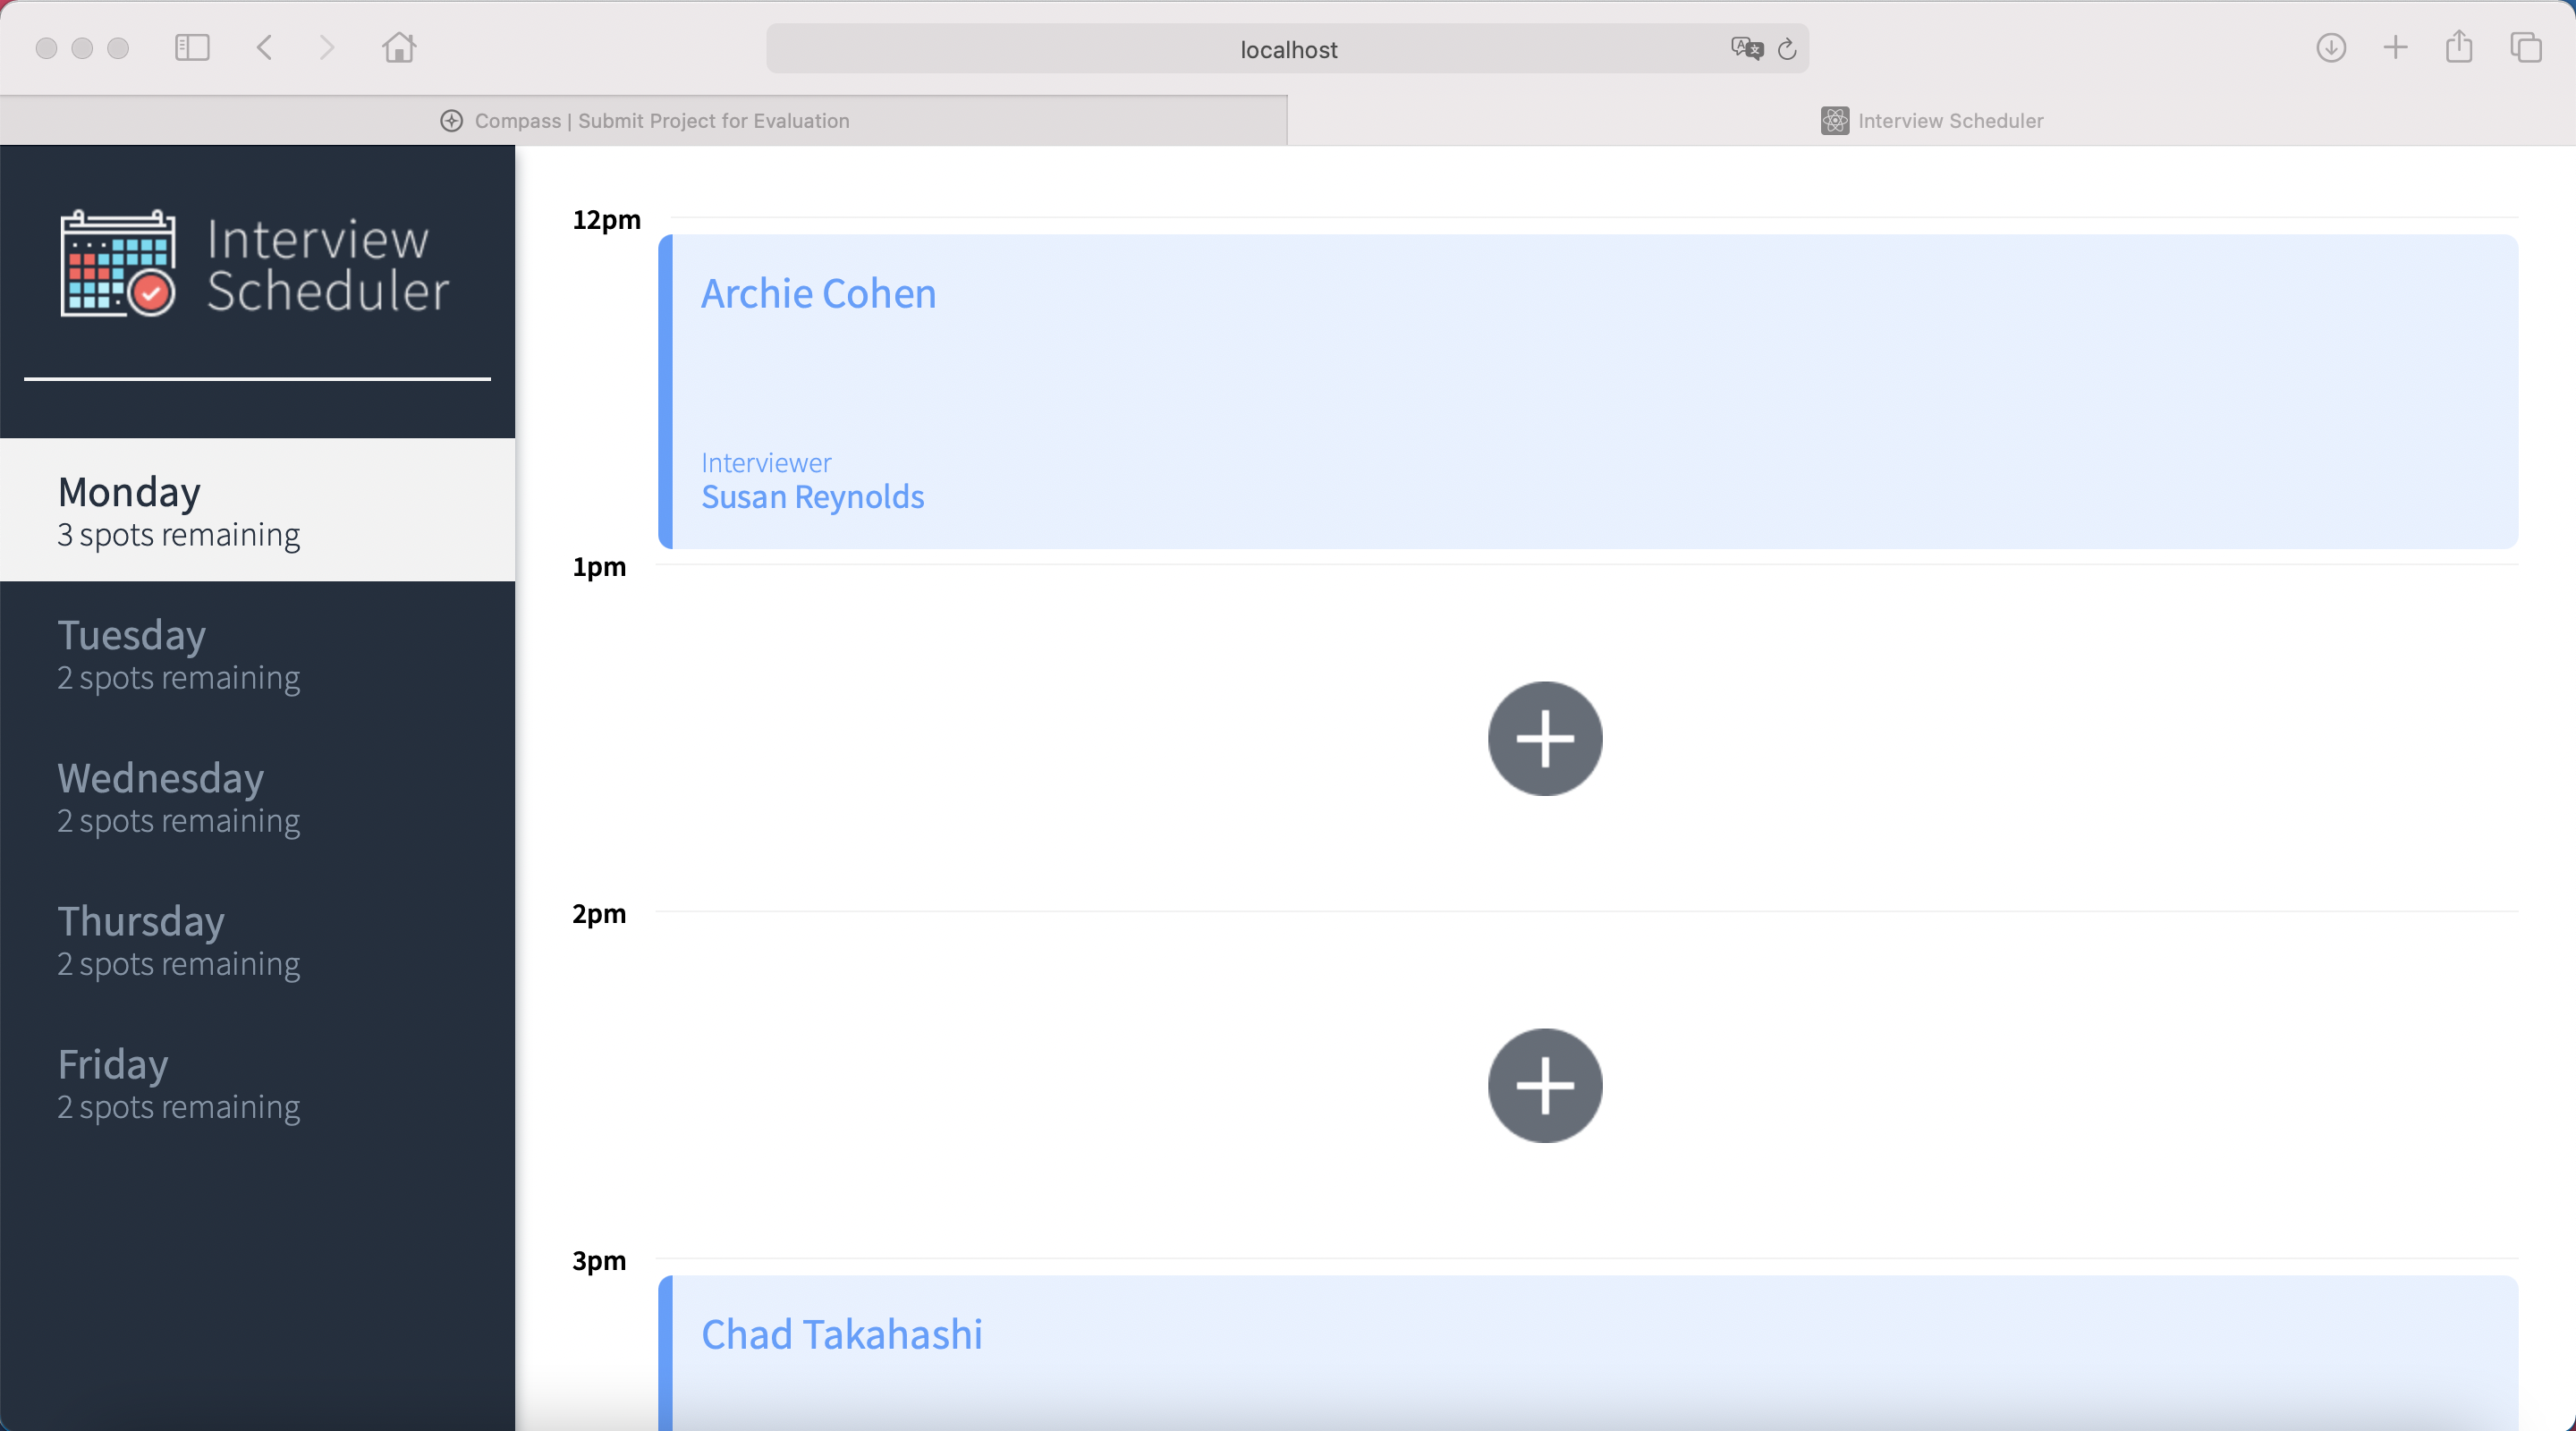 localhost
Compass | Submit Project for Evaluation
Interview Scheduler
Interview
Scheduler
Monday
3 spots remaining
Tuesday
2 spots remaining
Wednesday
2 spots remaining
Thursday
2 spots remaining
Friday
2 spots remaining
12pm
Archie Cohen
Interviewer
Susan Reynolds
1pm
2pm
3pm
Chad Takahashi